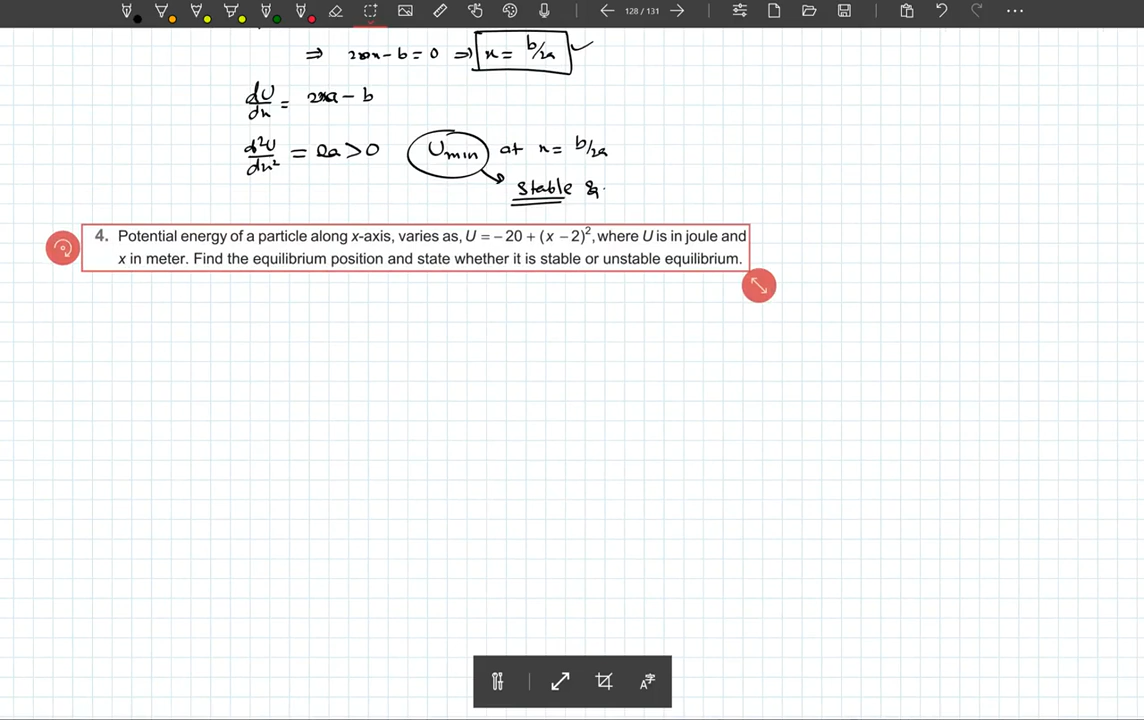 128 / 131
⇒ 2ax - b = 0 ⇒ x = b/2a ✓
dU/dx = 2xa - b
d²U/dx² = 2a > 0 Umin at x = b/2a
Stable &.
4. Potential energy of a particle along x-axis, varies as, U = – 20 + (x – 2)², where U is in joule and
x in meter. Find the equilibrium position and state whether it is stable or unstable equilibrium.